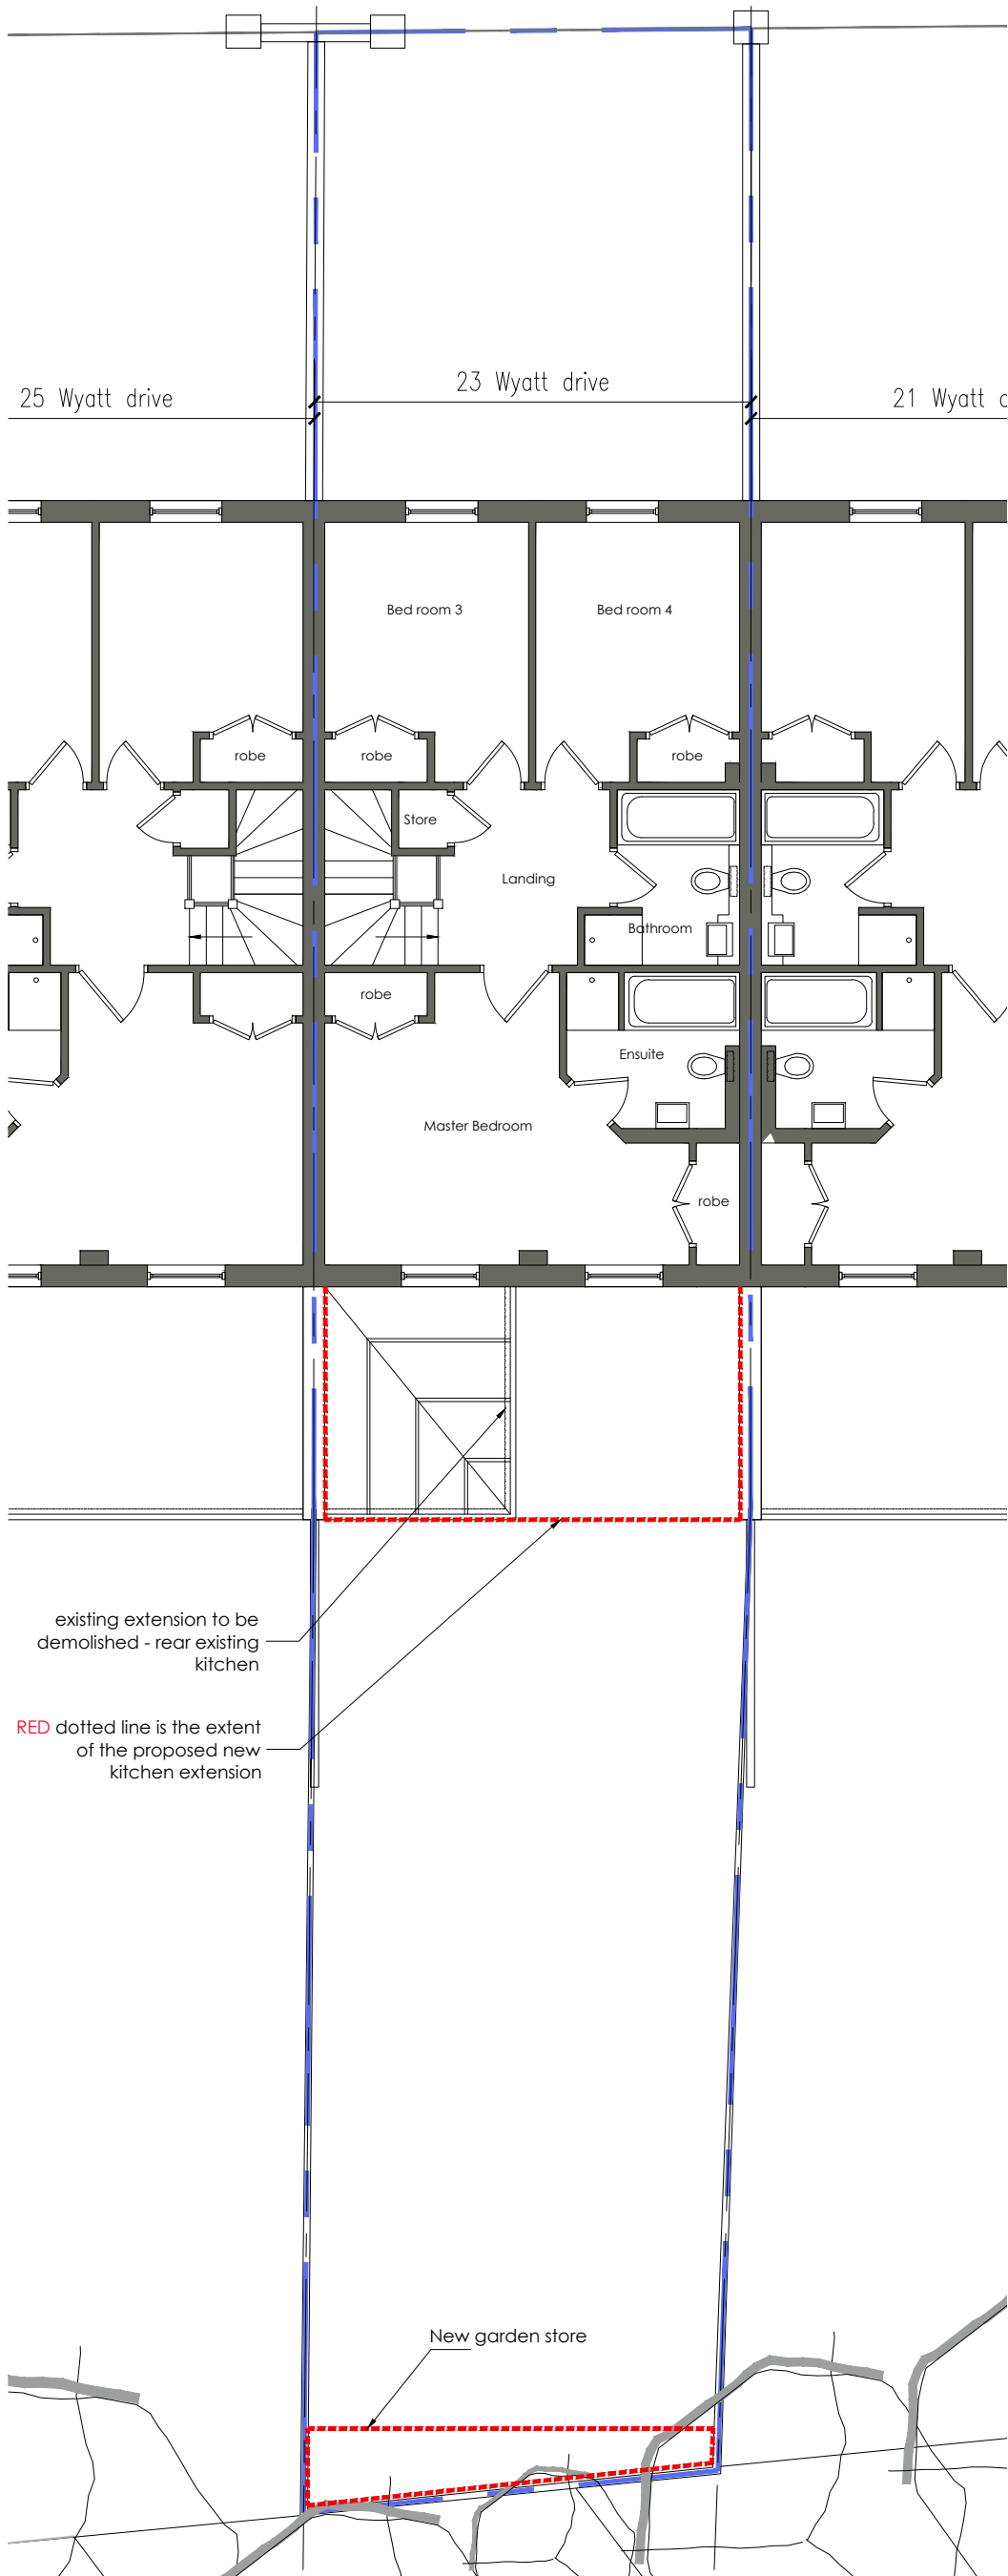 23 Wyatt drive
25 Wyatt drive
21 Wyatt
Bed room 3
Bed room 4
robe
robe
robe
Store
Landing
Bathroom
robe
Ensuite
Master Bedroom
robe
existing extension to be
demolished - rear existing
kitchen
RED dotted line is the extent
of the proposed new
kitchen extension
New garden store